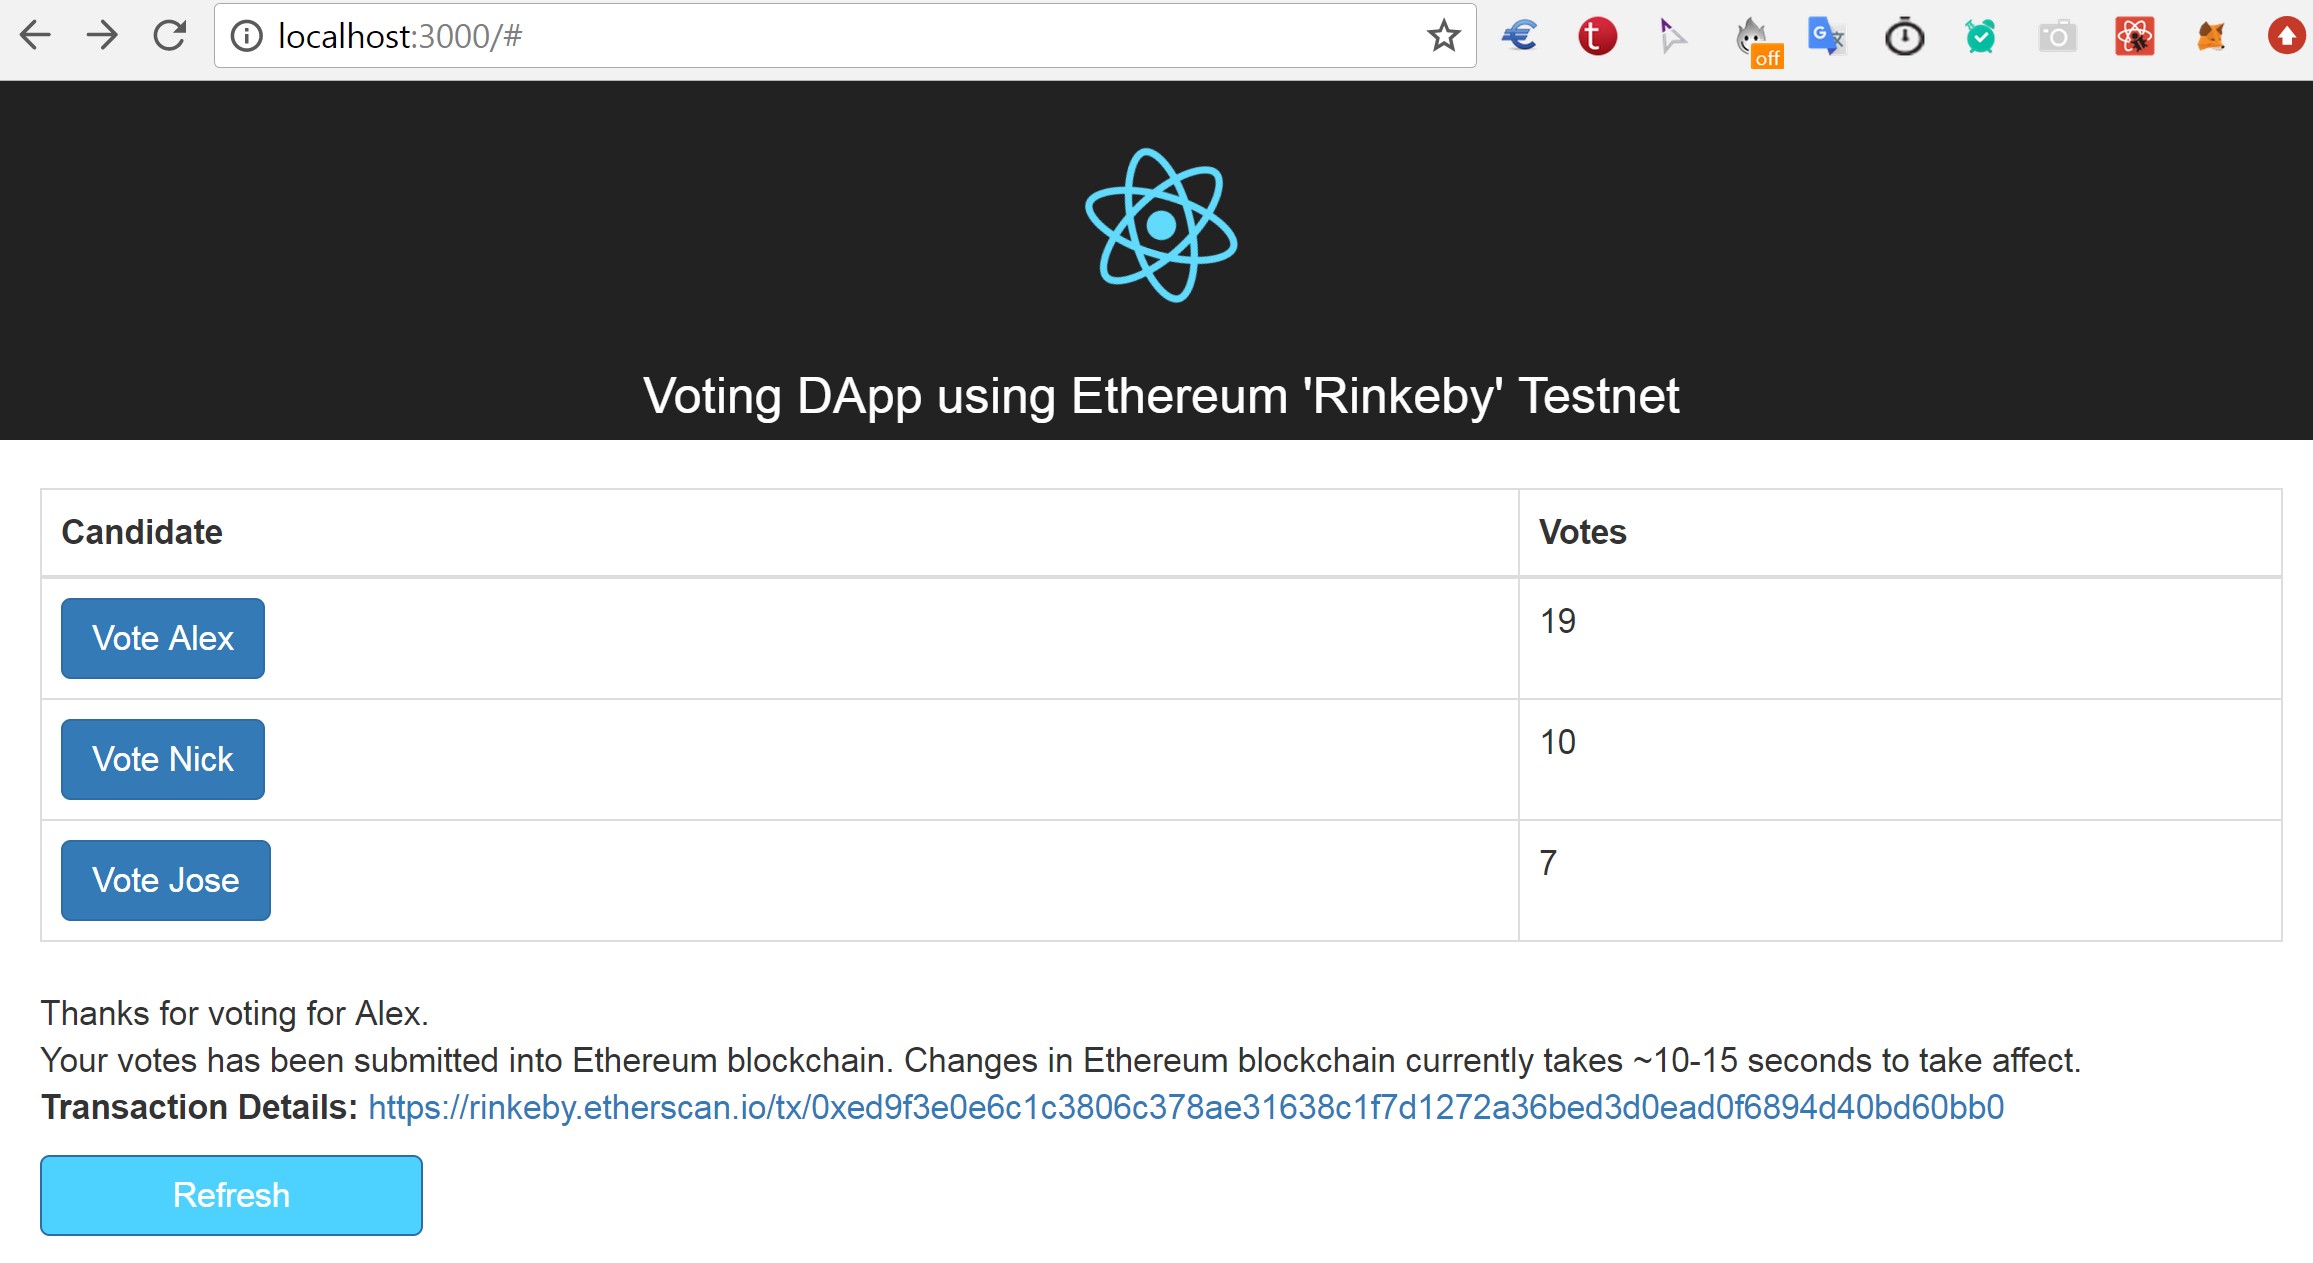 localhost:3000/#
off
Voting DApp using Ethereum 'Rinkeby' Testnet
Candidate Votes
Vote Alex 19
Vote Nick 10
Vote Jose 7
Thanks for voting for Alex.
Your votes has been submitted into Ethereum blockchain. Changes in Ethereum blockchain currently takes ~10-15 seconds to take affect.
Transaction Details: https://rinkeby.etherscan.io/tx/0xed9f3e0e6c1c3806c378ae31638c1f7d1272a36bed3d0ead0f6894d40bd60bb0
Refresh